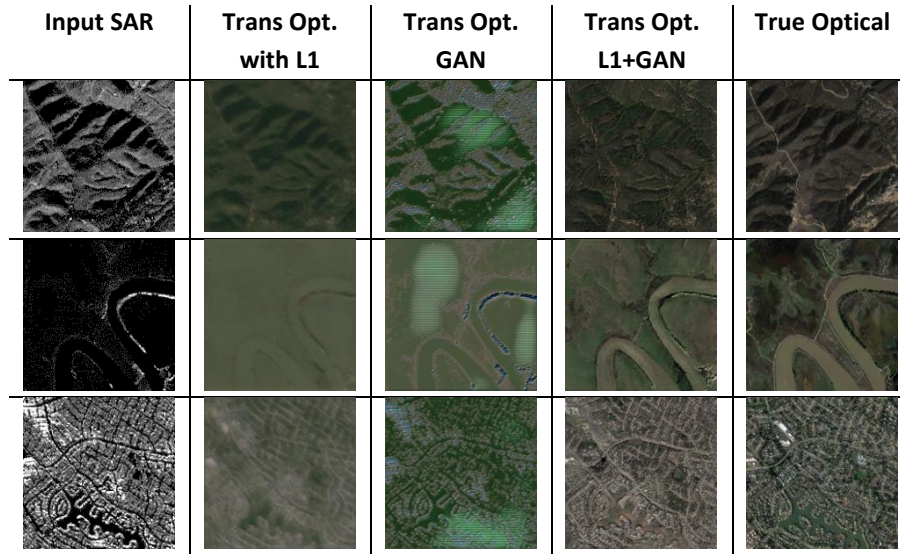 Input SAR
Trans Opt.
with L1
Trans Opt.
GAN
Trans Opt.
L1+GAN
True Optical